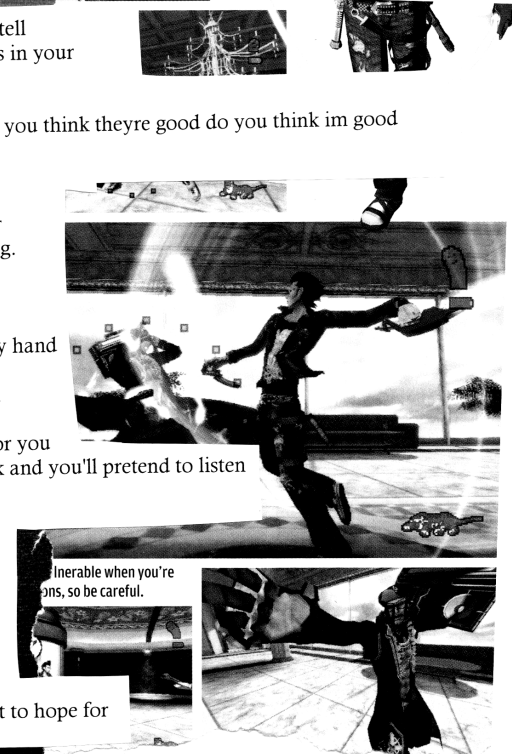 tell
s in your
you think theyre good do you think im good
g.
y hand
or you
k and you'll pretend to listen
lnerable when you're
ons, so be careful.
t to hope for